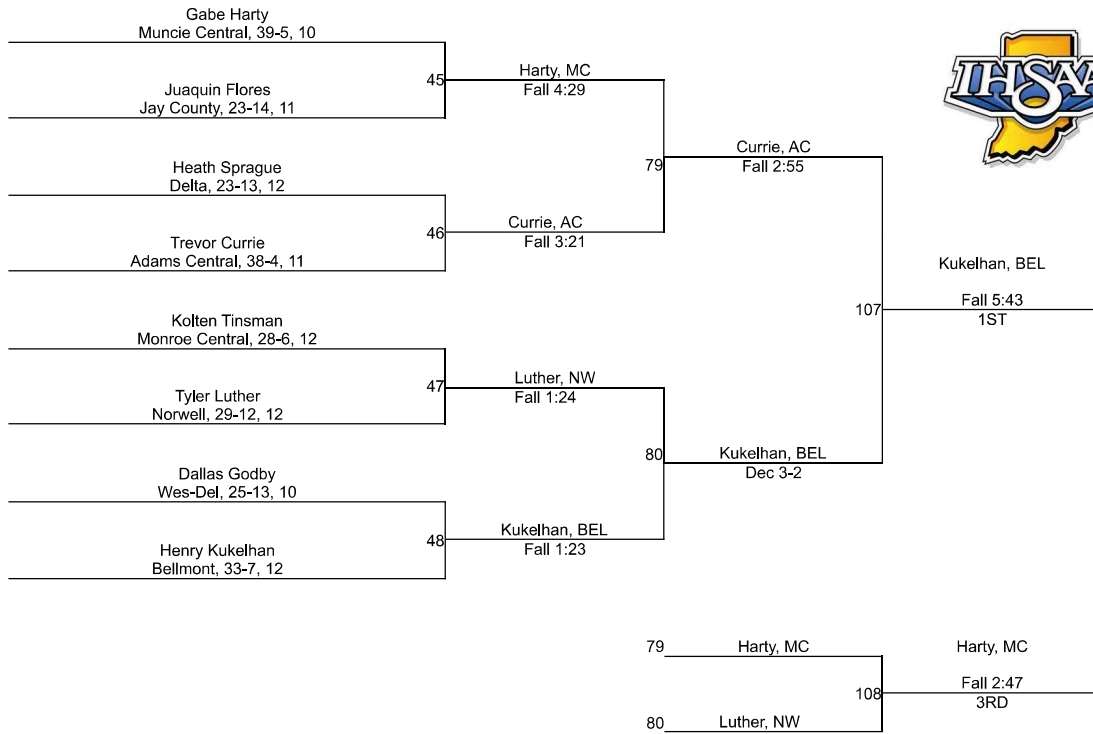 Gabe Harty
Muncie Central, 39-5, 10
Juaquin Flores
Jay County, 23-14, 11
Heath Sprague
Delta, 23-13, 12
Trevor Currie
Adams Central, 38-4, 11
Kolten Tinsman
Monroe Central, 28-6, 12
Tyler Luther
Norwell, 29-12, 12
Dallas Godby
Wes-Del, 25-13, 10
Henry Kukelhan
Bellmont, 33-7, 12
45
Harty, MC
Fall 4:29
46
Currie, AC
Fall 3:21
47
Luther, NW
Fall 1:24
48
Kukelhan, BEL
Fall 1:23
79
Currie, AC
Fall 2:55
80
Kukelhan, BEL
Dec 3-2
IHSAA
107
Kukelhan, BEL
Fall 5:43
1ST
79
Harty, MC
80
Luther, NW
108
Harty, MC
Fall 2:47
3RD